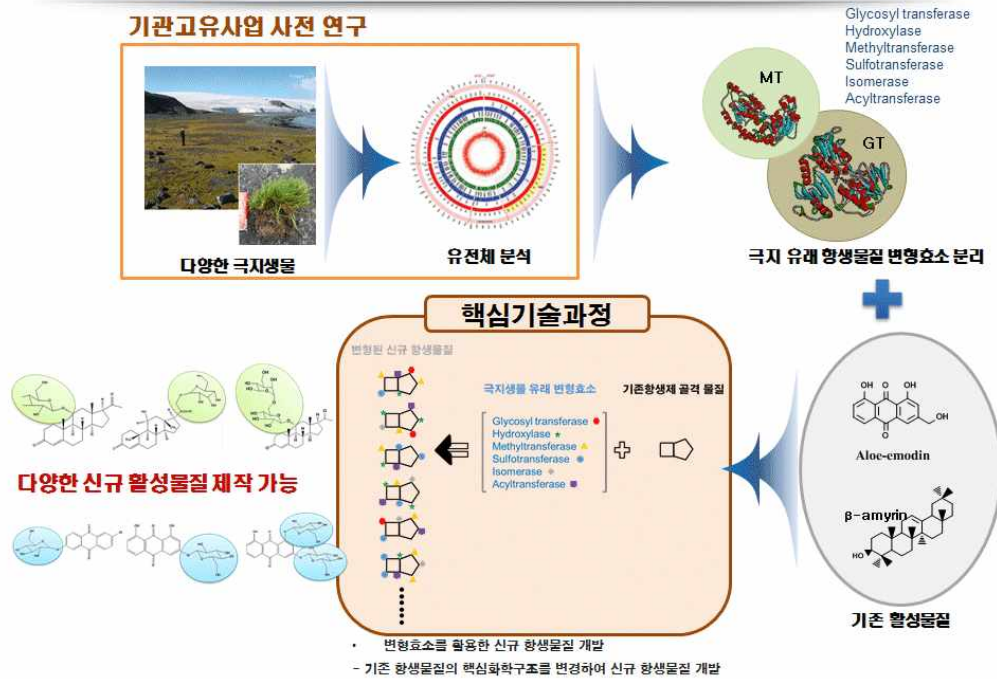 기관고유사업 사전 연구
다양한 극지생물
유전체 분석
Glycosyl transferase
Hydroxylase
Methyltransferase
Sulfotransferase
Isomerase
Acyltransferase
MT
GT
극지 유래 항생물질 변형효소 분리
핵심기술과정
변형된 신규 항생물질
극지생물 유래 변형효소
기존항생제 골격 물질
Glycosyl transferase
Hydroxylase
Methyltransferase
Sulfotransferase
Isomerase
Acyltransferase
다양한 신규 활성물질 제작 가능
OH
O
OH
OH
O
Aloe-emodin
β-amyrin
HO
기존 활성물질
• 변형효소를 활용한 신규 항생물질 개발
- 기존 항생물질의 핵심화학구조를 변경하여 신규 항생물질 개발